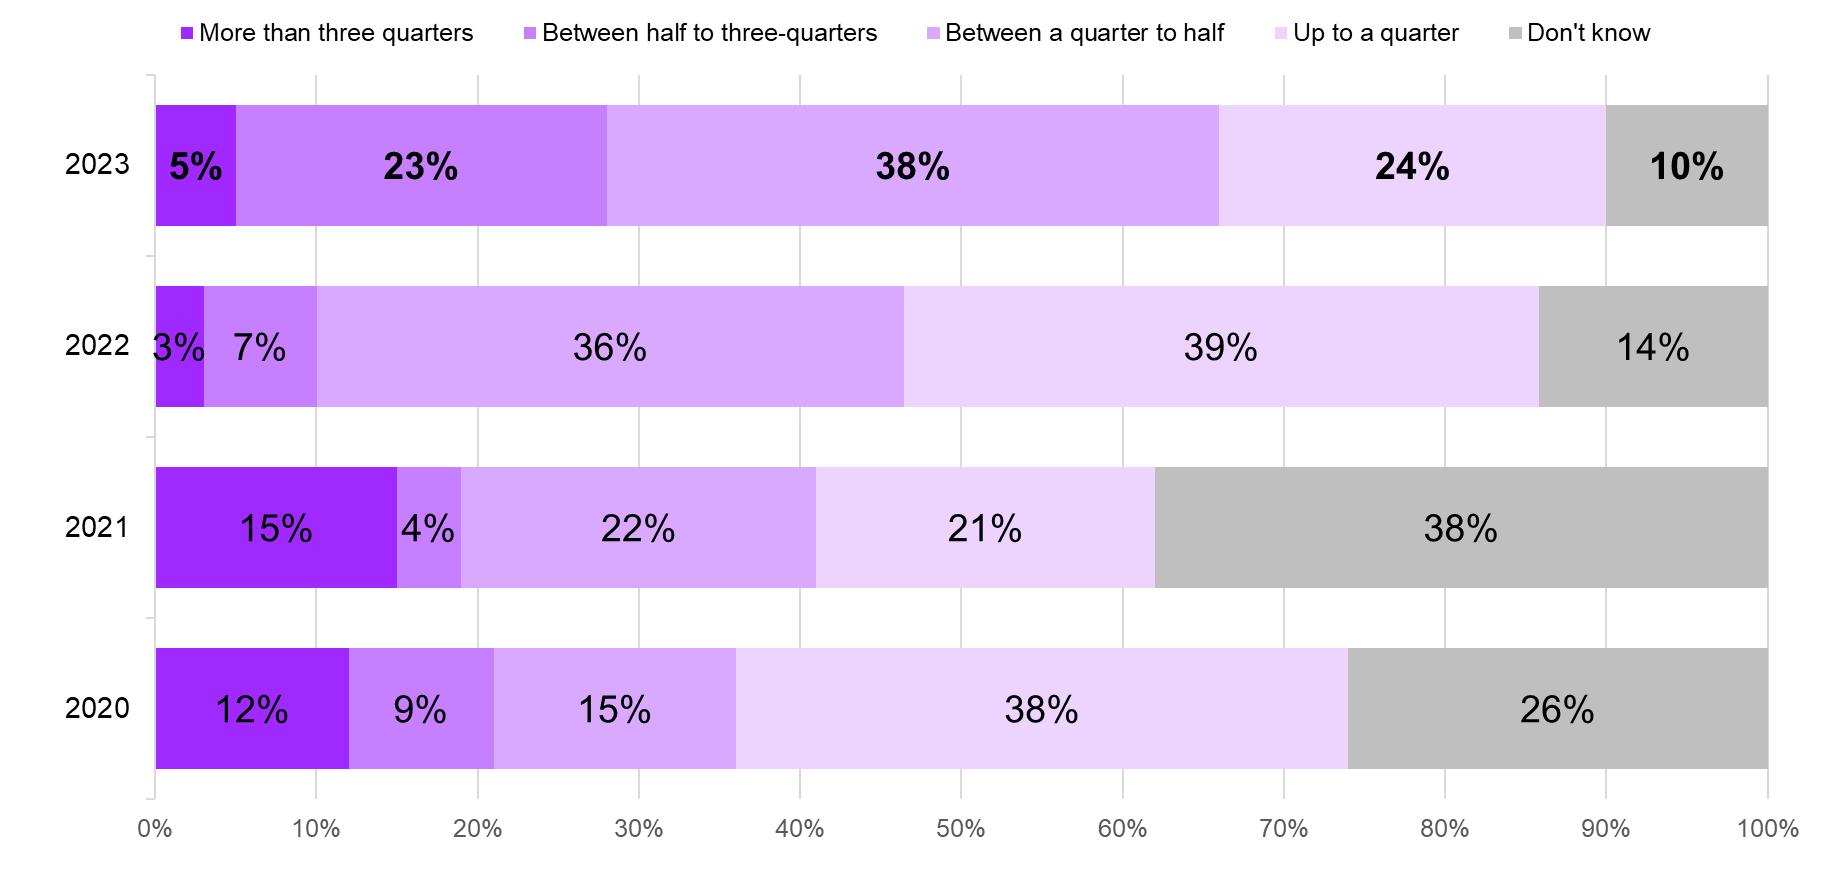 More than three quarters Between half to three-quarters Between a quarter to half Up to a quarter Don't know
2023 5% 23% 38% 24% 10%
2022 3% 7% 36% 39% 14%
2021 15% 4% 22% 21% 38%
2020 12% 9% 15% 38% 26%
0% 10% 20% 30% 40% 50% 60% 70% 80% 90% 100%